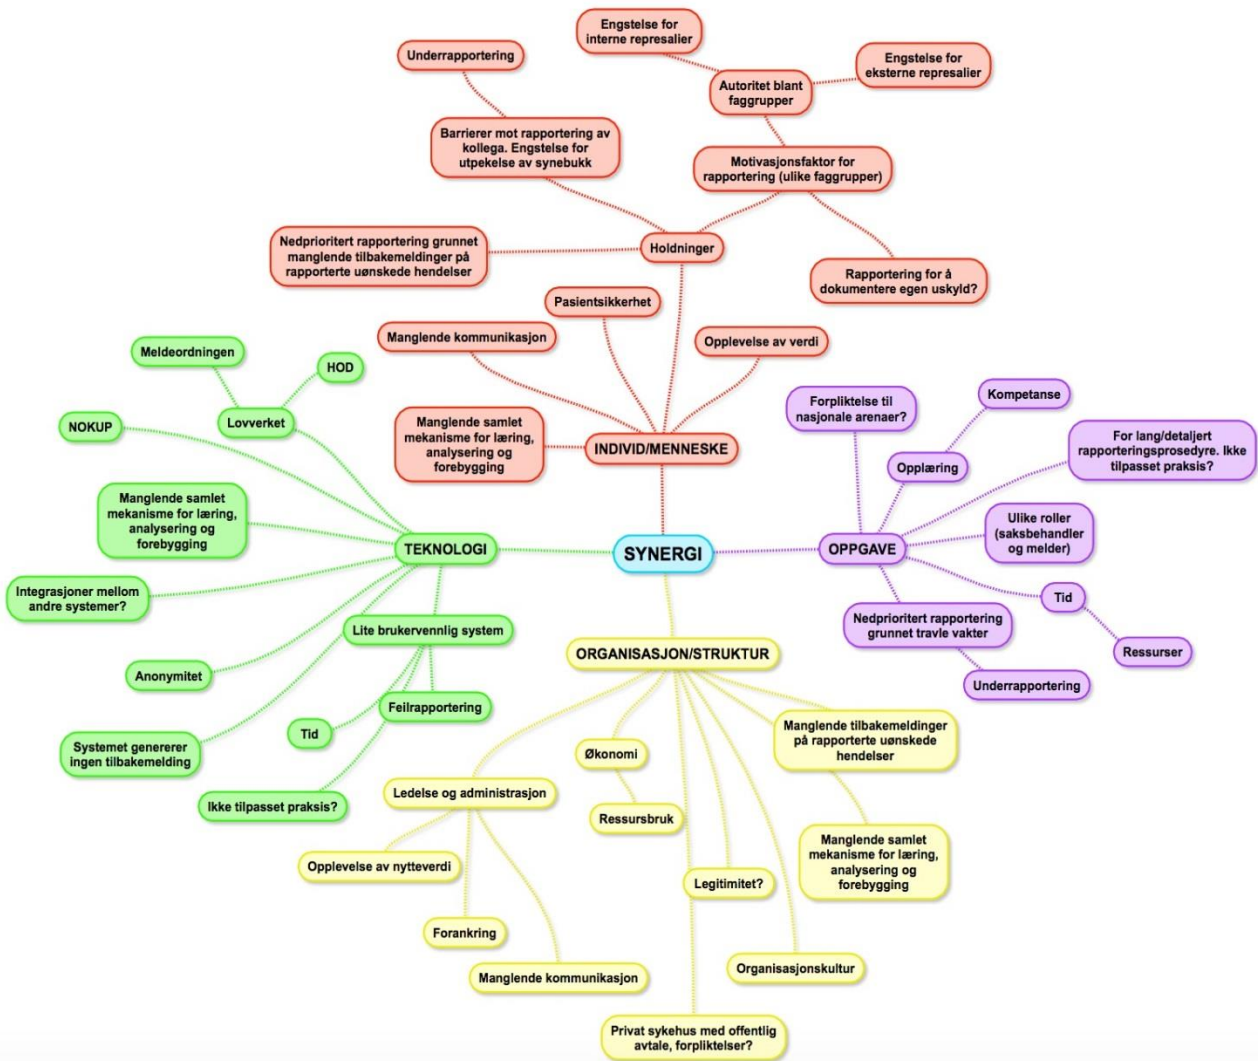 Engstelse for
interne represalier
Underrapportering
Engstelse for
eksterne represalier
Autoritet blant
faggrupper
Barrierer mot rapportering av
kollega. Engstelse for
utpekelse av synebukk
Motivasjonsfaktor for
rapportering (ulike faggrupper)
Nedprioritert rapportering grunnet
manglende tilbakemeldinger på
rapporterte uønskede hendelser
Holdninger
Rapportering for å
dokumentere egen uskyld?
Pasientsikkerhet
Manglende kommunikasjon
Opplevelse av verdi
Manglende samlet
mekanisme for læring,
analysering og
forebygging
INDIVID/MENNESKE
Meldeordningen
HOD
Lovverket
NOKUP
Manglende samlet
mekanisme for læring,
analysering og
forebygging
TEKNOLOGI
Integrasjoner mellom
andre systemer?
Lite brukervennlig system
Anonymitet
Feilrapportering
Tid
Systemet genererer
ingen tilbakemelding
Ikke tilpasset praksis?
SYNERGI
Forpliktelse til
nasjonale arenaer?
Kompetanse
Opplæring
For lang/detaljert
rapporteringsprosedyre. Ikke
tilpasset praksis?
OPPGAVE
Ulike roller
(saksbehandler
og melder)
Tid
Nedprioritert rapportering
grunnet travle vakter
Ressurser
Underrapportering
ORGANISASJON/STRUKTUR
Manglende tilbakemeldinger
på rapporterte uønskede
hendelser
Økonomi
Ledelse og administrasjon
Ressursbruk
Manglende samlet
mekanisme for læring,
analysering og
forebygging
Opplevelse av nytteverdi
Legitimitet?
Forankring
Organisasjonskultur
Manglende kommunikasjon
Privat sykehus med offentlig
avtale, forpliktelser?